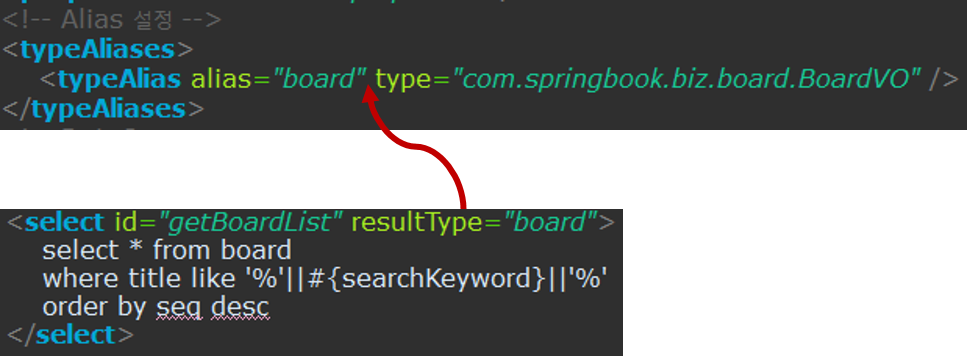 <!-- Alias 설정 -->
<typeAliases>
<typeAlias alias="board" type="com.springbook.biz.board.BoardVO" />
</typeAliases>
<select id="getBoardList" resultType="board">
select * from board
where title like '%'||#{searchKeyword}||'%'
order by seq desc
</select>